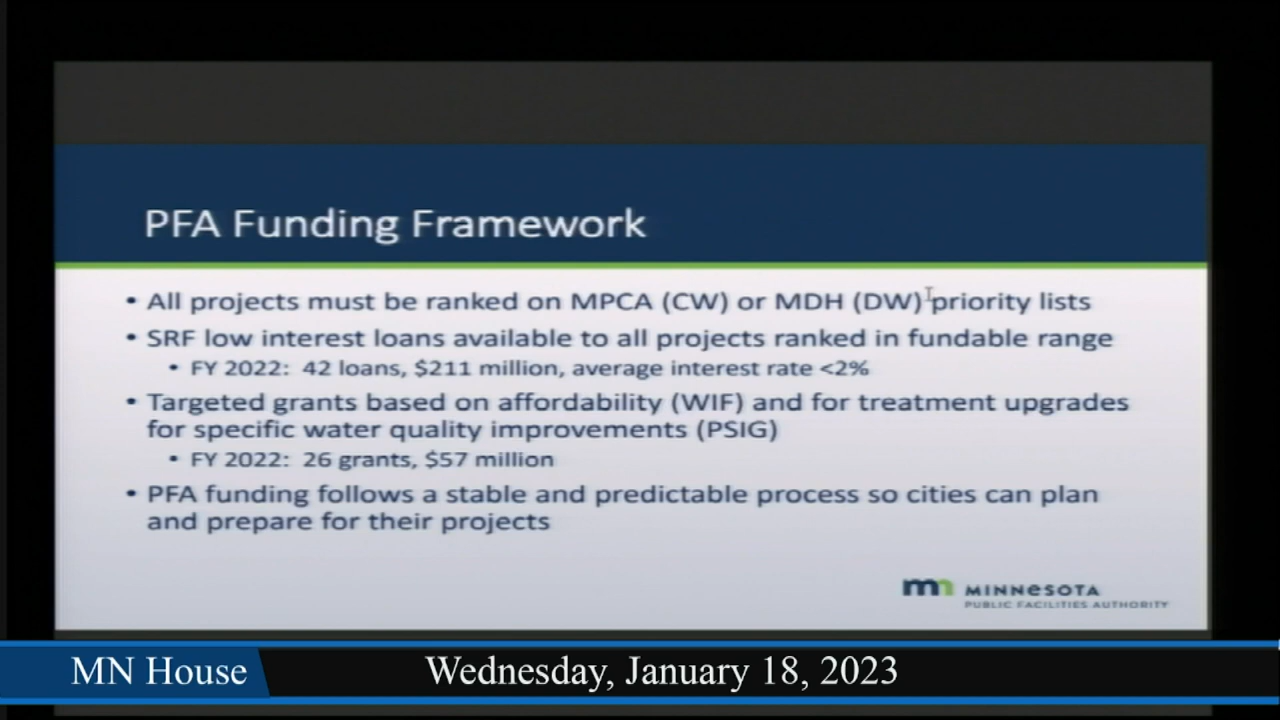 PFA Funding Framework
• All projects must be ranked on MPCA (CW) or MDH (DW) priority lists
• SRF low interest loans available to all projects ranked in fundable range
• FY 2022: 42 loans, $211 million, average interest rate <2%
• Targeted grants based on affordability (WIF) and for treatment upgrades
for specific water quality improvements (PSIG)
• FY 2022: 26 grants, $57 million
• PFA funding follows a stable and predictable process so cities can plan
and prepare for their projects
mn MINNESOTA
PUBLIC FACILITIES AUTHORITY
MN House
Wednesday, January 18, 2023